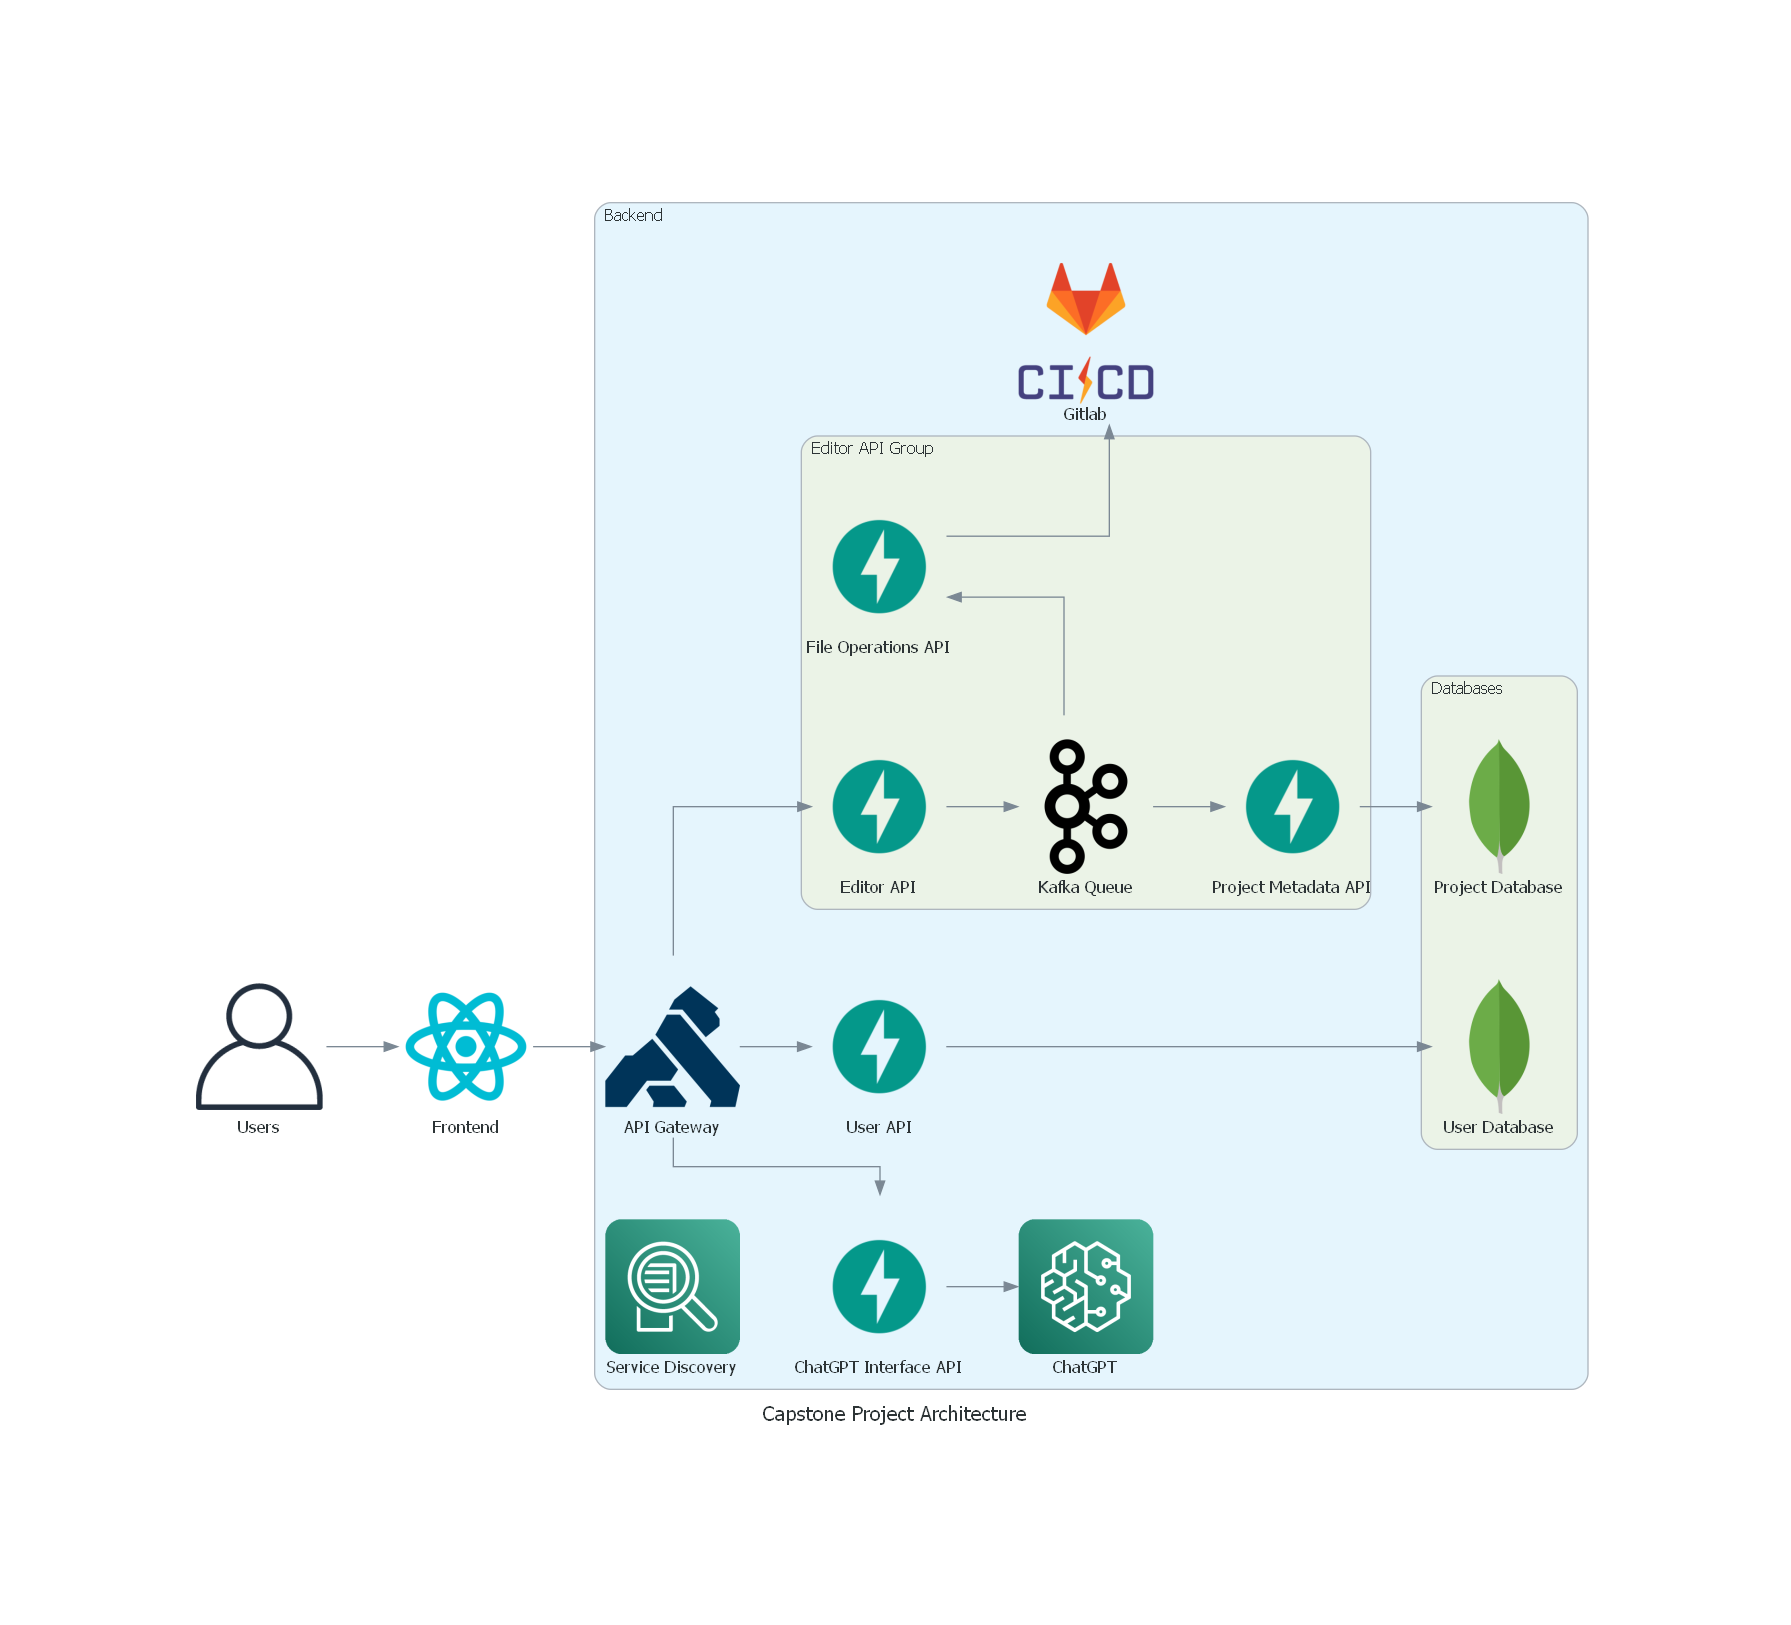 Backend
CI CD
Gitlab
Editor API Group
File Operations API
Databases
Editor API
Kafka Queue
Project Metadata API
Project Database
Users
Frontend
API Gateway
User API
User Database
Service Discovery
ChatGPT Interface API
ChatGPT
Capstone Project Architecture